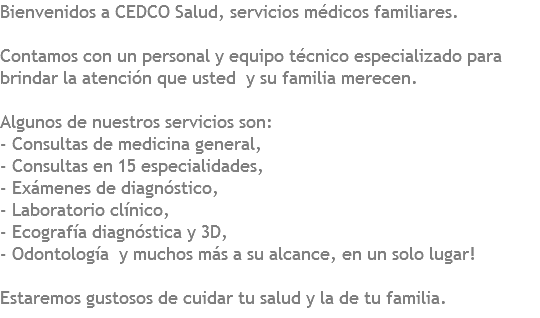 Bienvenidos a CEDCO Salud, servicios médicos familiares.
Contamos con un personal y equipo técnico especializado para
brindar la atención que usted  y su familia merecen.
Algunos de nuestros servicios son:
- Consultas de medicina general,
- Consultas en 15 especialidades,
- Exámenes de diagnóstico,
- Laboratorio clínico,
- Ecografía diagnóstica y 3D,
- Odontología  y muchos más a su alcance, en un solo lugar!
Estaremos gustosos de cuidar tu salud y la de tu familia.